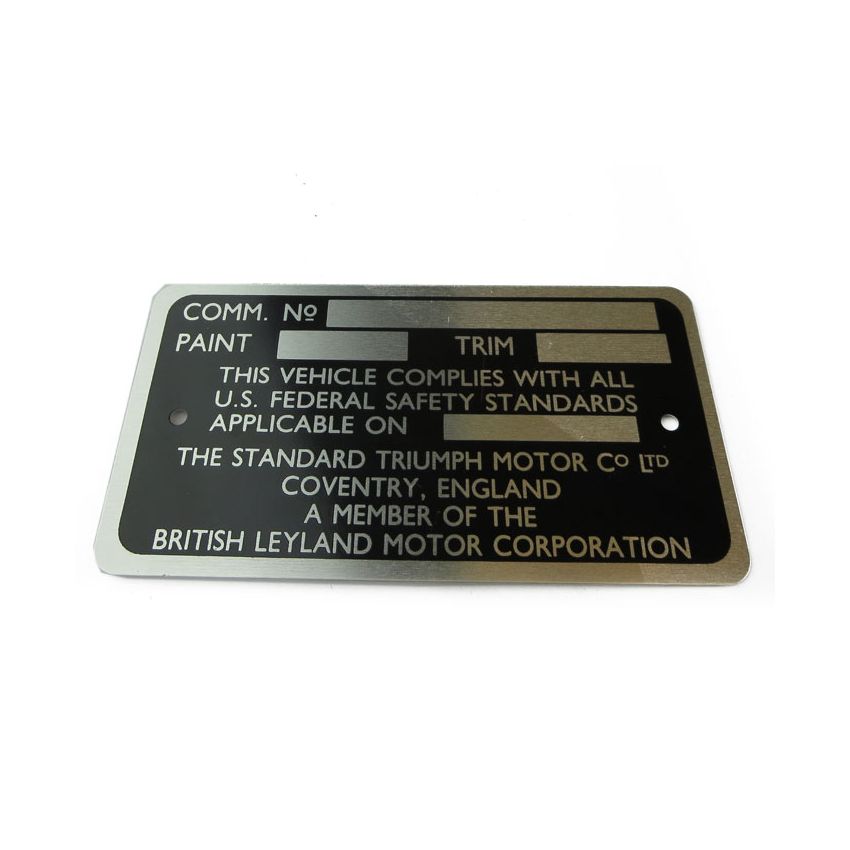 COMM. Nº
PAINT TRIM
THIS VEHICLE COMPLIES WITH ALL
U.S. FEDERAL SAFETY STANDARDS
APPLICABLE ON
THE STANDARD TRIUMPH MOTOR Co LTD
COVENTRY, ENGLAND
A MEMBER OF THE
BRITISH LEYLAND MOTOR CORPORATION